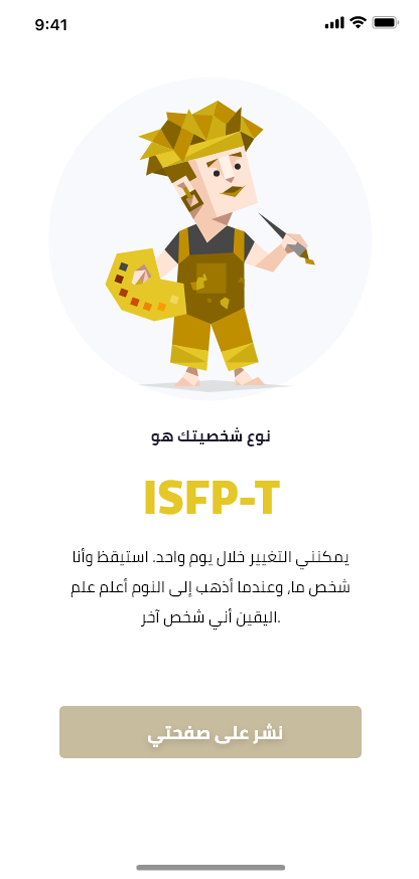 9:41
نوع شخصيتك هو
ISFP-T
يمكنني التغيير خلال يوم واحد. استيقظ وأنا
شخص ما، وعندما أذهب إلى النوم أعلم علم
اليقين أني شخص آخر.
نشر على صفحتي